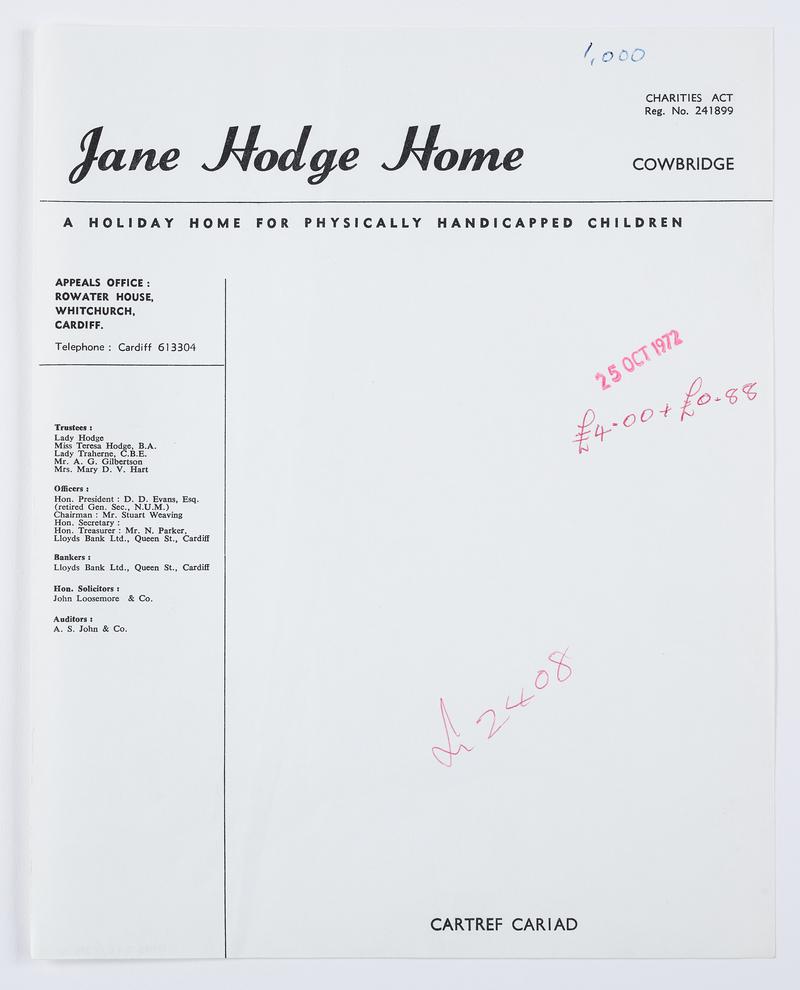 1,000
CHARITIES ACT
Reg. No. 241899
Jane Hodge Home
COWBRIDGE
A HOLIDAY HOME FOR PHYSICALLY HANDICAPPED CHILDREN
APPEALS OFFICE :
ROWATER HOUSE,
WHITCHURCH,
CARDIFF.
Telephone : Cardiff 613304
25 OCT 1972
£4.00 + £0.88
Trustees :
Lady Hodge
Miss Teresa Hodge, B.A.
Lady Traherne, C.B.E.
Mr. A. G. Gilbertson
Mrs. Mary D. V. Hart
Officers :
Hon. President : D. D. Evans, Esq.
(retired Gen. Sec., N.U.M.)
Chairman : Mr. Stuart Weaving
Hon. Secretary :
Hon. Treasurer : Mr. N. Parker,
Lloyds Bank Ltd., Queen St., Cardiff
Bankers :
Lloyds Bank Ltd., Queen St., Cardiff
Hon. Solicitors :
John Loosemore & Co.
Auditors :
A. S. John & Co.
2408
CARTREF CARIAD